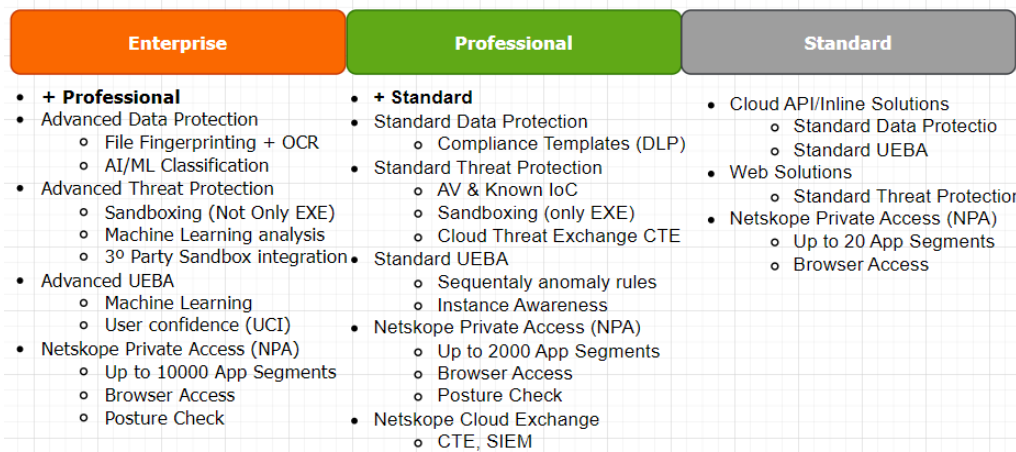 Enterprise
+ Professional
Advanced Data Protection
File Fingerprinting + OCR
AI/ML Classification
Advanced Threat Protection
Sandboxing (Not Only EXE)
Machine Learning analysis
3º Party Sandbox integration
Advanced UEBA
Machine Learning
User confidence (UCI)
Netskope Private Access (NPA)
Up to 10000 App Segments
Browser Access
Posture Check
Professional
+ Standard
Standard Data Protection
Compliance Templates (DLP)
Standard Threat Protection
AV & Known IoC
Sandboxing (only EXE)
Cloud Threat Exchange CTE
Standard UEBA
Sequentaly anomaly rules
Instance Awareness
Netskope Private Access (NPA)
Up to 2000 App Segments
Browser Access
Posture Check
Netskope Cloud Exchange
CTE, SIEM
Standard
Cloud API/Inline Solutions
Standard Data Protectio
Standard UEBA
Web Solutions
Standard Threat Protection
Netskope Private Access (NPA)
Up to 20 App Segments
Browser Access